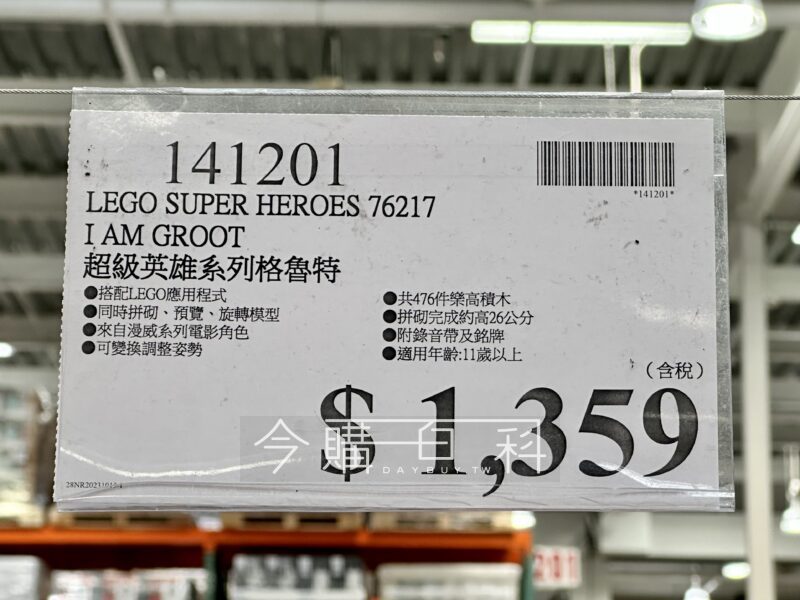 141201
*141201*
LEGO SUPER HEROES 76217
I AM GROOT
超級英雄系列格魯特
●搭配LEGO應用程式
●同時拼砌、預覽、旋轉模型
●來自漫威系列電影角色
●可變換調整姿勢
●共476件樂高積木
●拼砌完成約高26公分
●附錄音帶及銘牌
●適用年齡:11歲以上
(含稅)
$ 1,359
今購百科
DAYBUY.TW
201